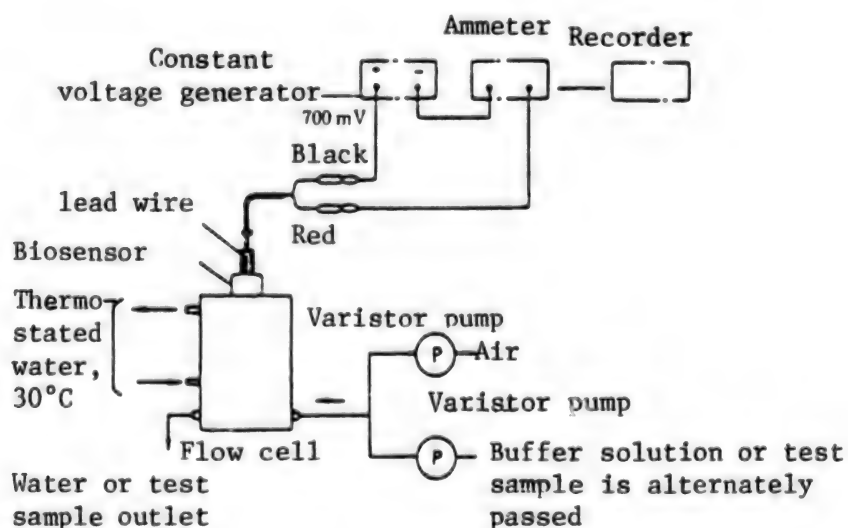 Ammeter
Recorder
Constant
voltage generator
+
-
700 mV
Black
lead wire
Red
Biosensor
Thermo-
stated
water,
30°C
Varistor pump
P
Air
Varistor pump
Flow cell
P
Buffer solution or test
sample is alternately
passed
Water or test
sample outlet